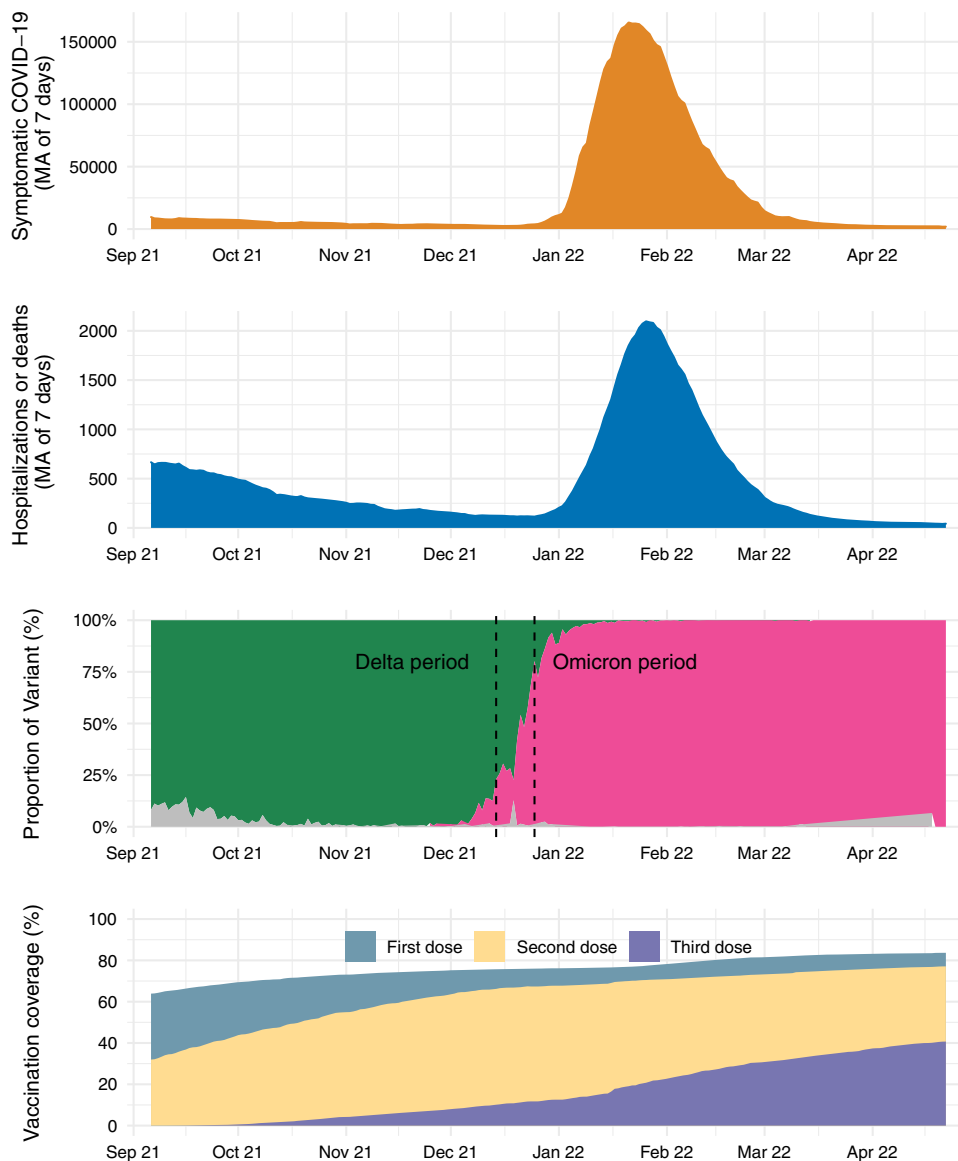 Symptomatic COVID−19
(MA of 7 days)
150000
100000
50000
0
Sep 21 Oct 21 Nov 21 Dec 21 Jan 22 Feb 22 Mar 22 Apr 22
Hospitalizations or deaths
(MA of 7 days)
2000
1500
1000
500
0
Sep 21 Oct 21 Nov 21 Dec 21 Jan 22 Feb 22 Mar 22 Apr 22
Proportion of Variant (%)
100%
75%
50%
25%
0%
Delta period
Omicron period
Sep 21 Oct 21 Nov 21 Dec 21 Jan 22 Feb 22 Mar 22 Apr 22
Vaccination coverage (%)
100
80
60
40
20
0
First dose Second dose Third dose
Sep 21 Oct 21 Nov 21 Dec 21 Jan 22 Feb 22 Mar 22 Apr 22